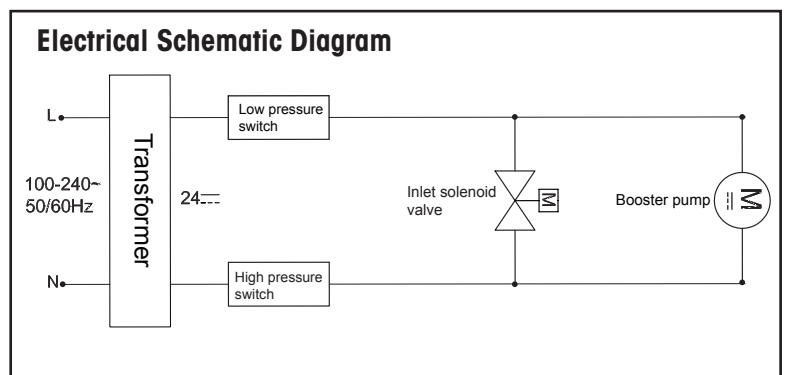 Electrical Schematic Diagram
L
100-240~
50/60Hz
N
Transformer
24⎓
Low pressure
switch
High pressure
switch
Inlet solenoid
valve
M
Booster pump
M